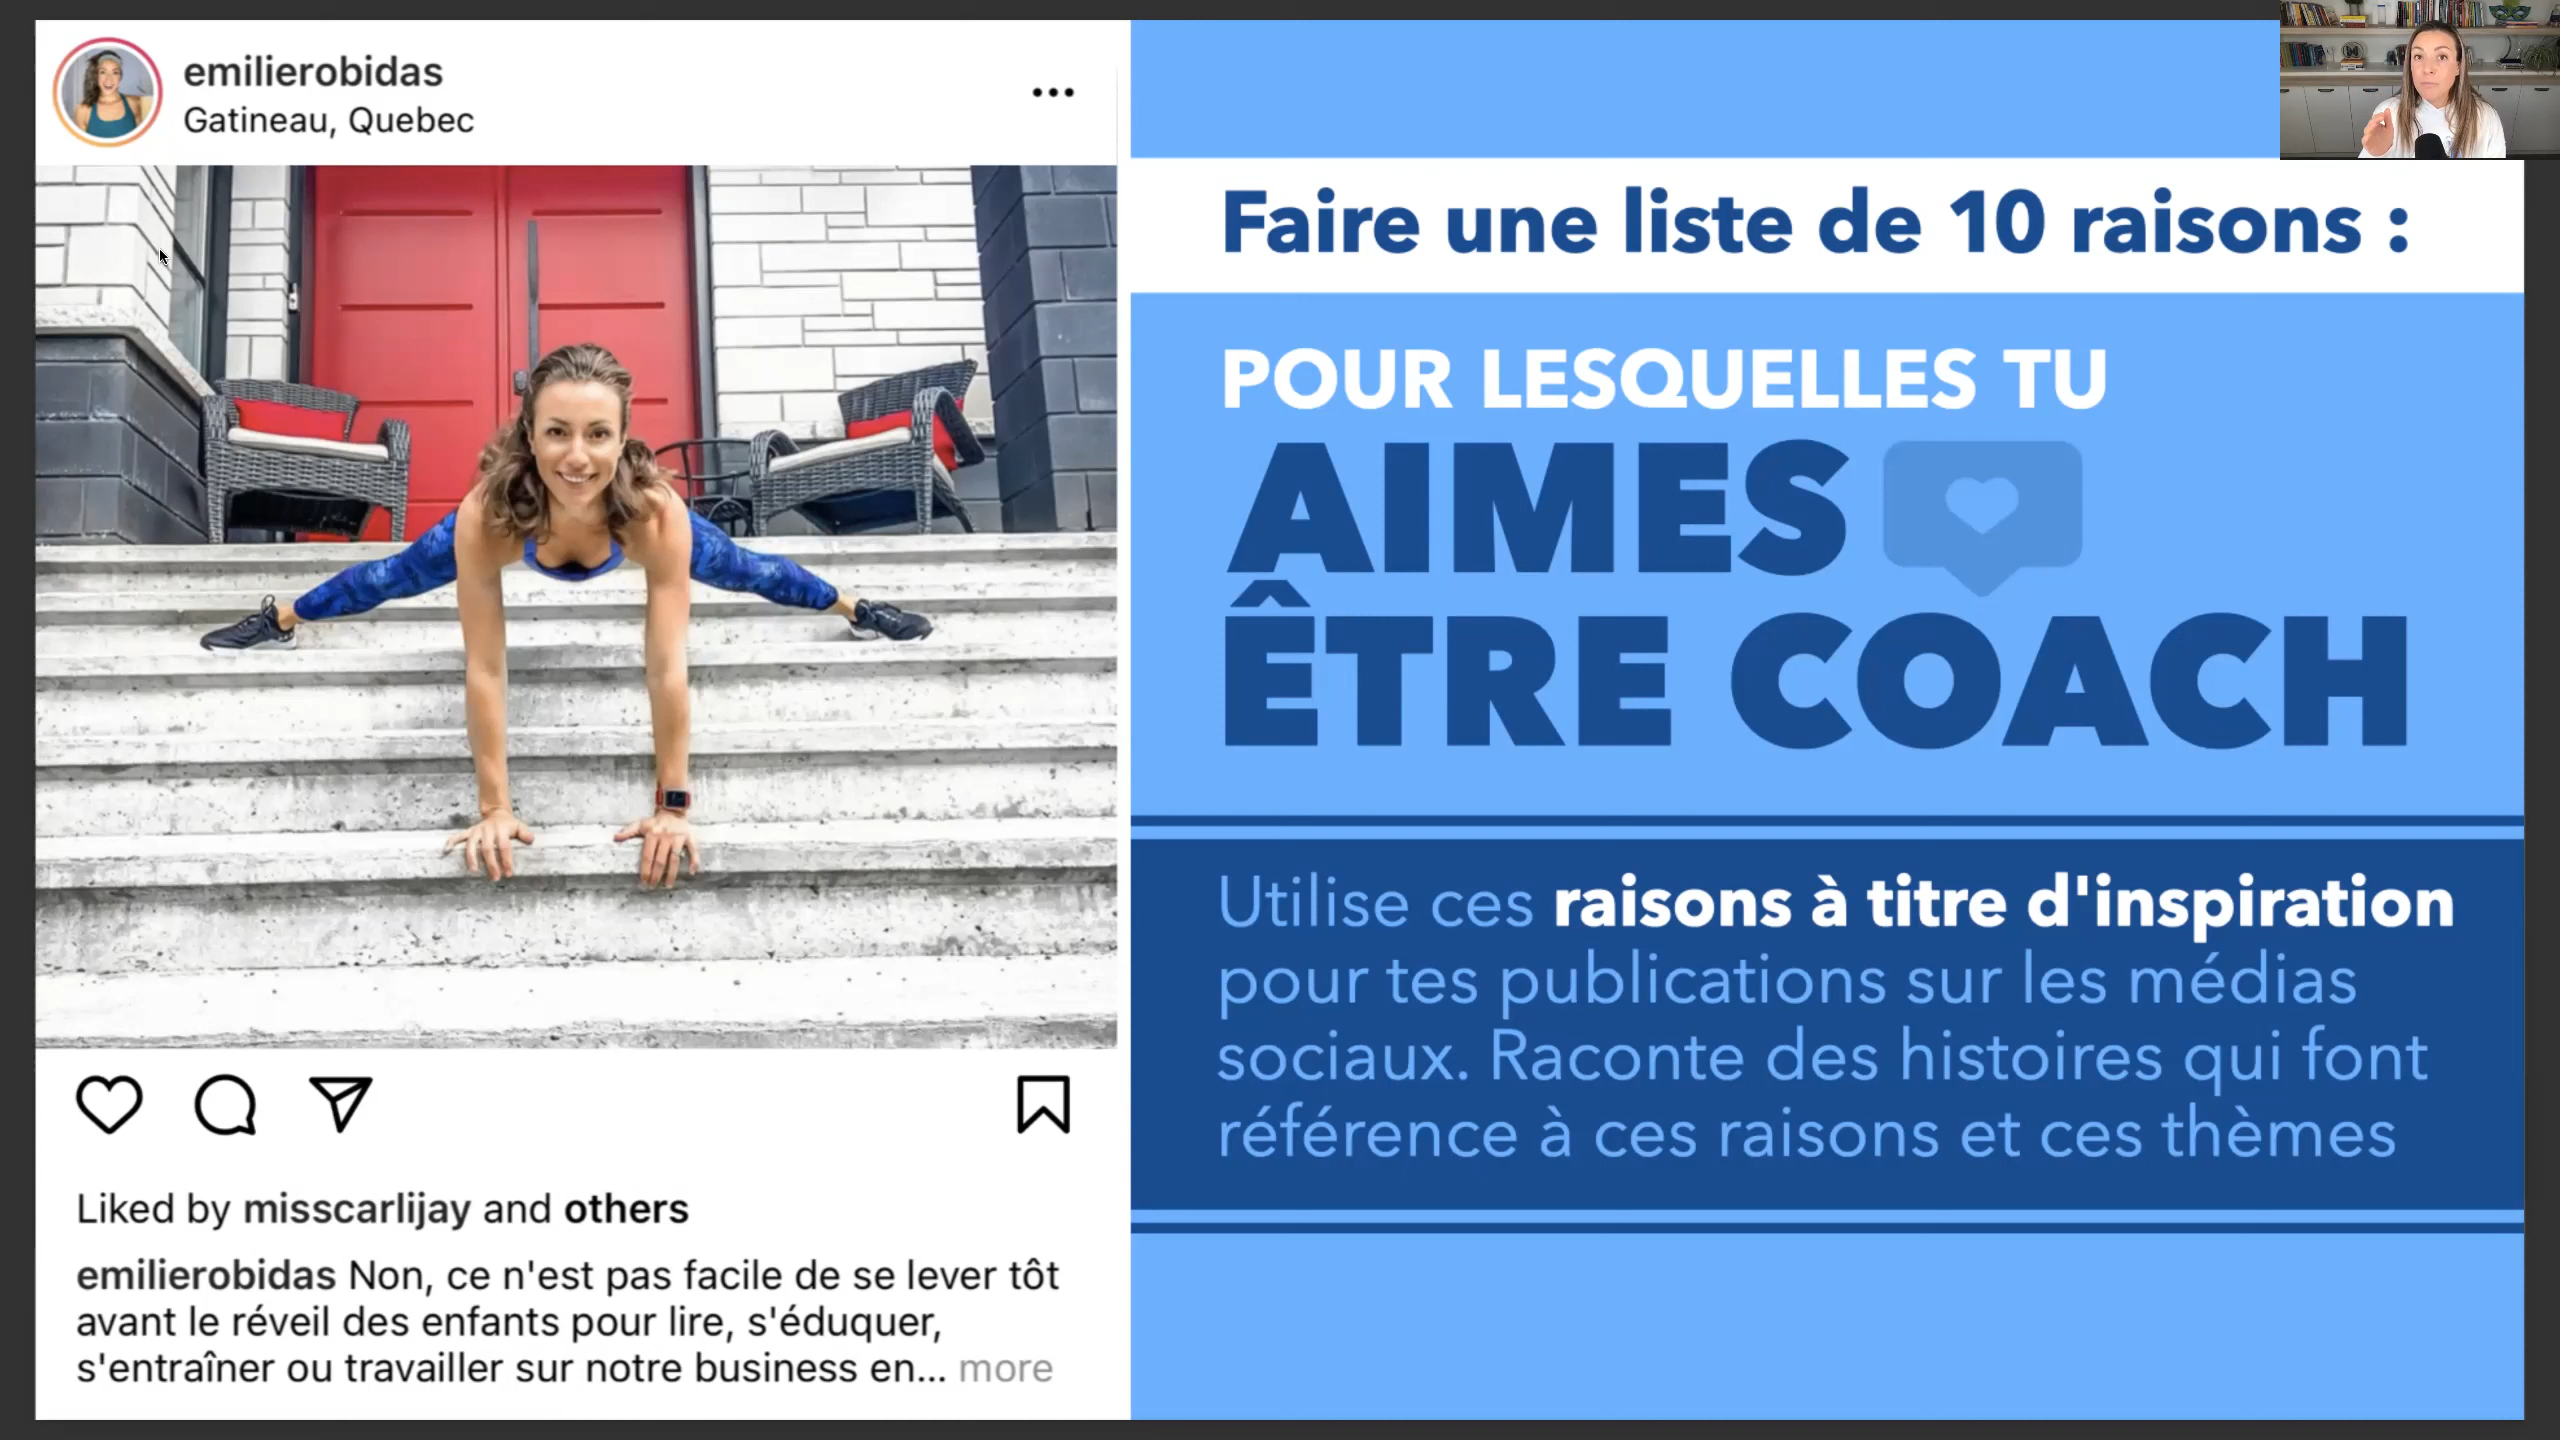 emilierobidas
Gatineau, Quebec
Liked by misscarlijay and others
emilierobidas Non, ce n'est pas facile de se lever tôt
avant le réveil des enfants pour lire, s'éduquer,
s'entraîner ou travailler sur notre business en... more
Faire une liste de 10 raisons :
POUR LESQUELLES TU
AIMES
ÊTRE COACH
Utilise ces raisons à titre d'inspiration
pour tes publications sur les médias
sociaux. Raconte des histoires qui font
référence à ces raisons et ces thèmes